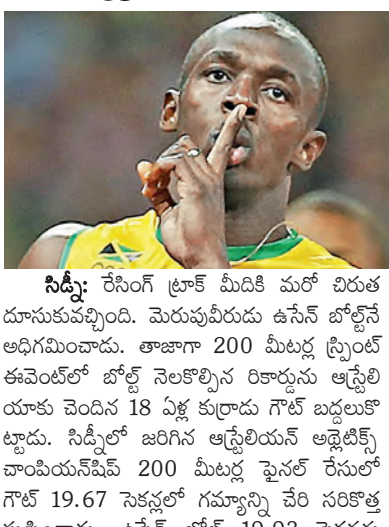 సిడ్నీ: రేసింగ్ ట్రాక్ మీదికి మరో చిరుత
దూసుకువచ్చింది. మెరుపువీరుడు ఉసేన్ బోల్ట్‌నే
అధిగమించాడు. తాజాగా 200 మీటర్ల స్ప్రింట్
ఈవెంట్‌లో బోల్ట్ నెలకొల్పిన రికార్డును ఆస్ట్రేలి
యాకు చెందిన 18 ఏళ్ల కుర్రాడు గౌట్ బద్దలుకొ
ట్టాడు. సిడ్నీలో జరిగిన ఆస్ట్రేలియన్ అథ్లెటిక్స్
చాంపియన్‌షిప్ 200 మీటర్ల ఫైనల్ రేసులో
గౌట్ 19.67 సెకన్లలో గమ్యాన్ని చేరి సరికొత్త